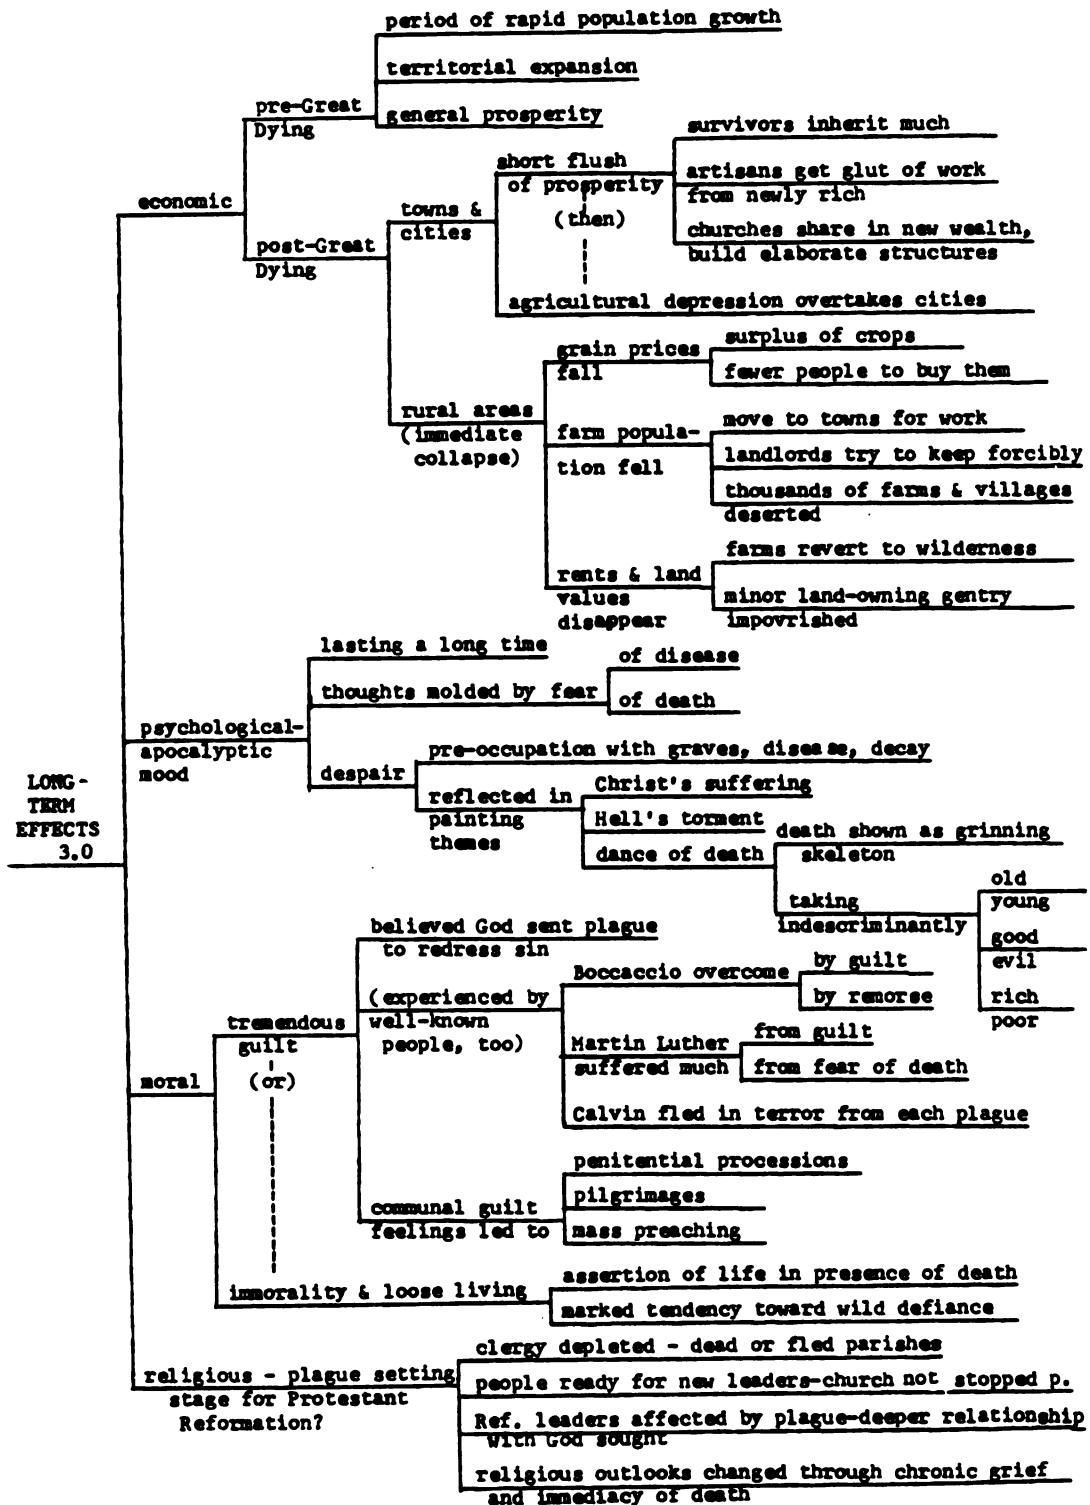 period of rapid population growth
territorial expansion
general prosperity
pre-Great
Dying
economic
post-Great
Dying
towns &
cities
short flush
of prosperity
(then)
survivors inherit much
artisans get glut of work
from newly rich
churches share in new wealth,
build elaborate structures
agricultural depression overtakes cities
rural areas
(immediate
collapse)
grain prices
fall
surplus of crops
fewer people to buy them
farm popula-
tion fell
move to towns for work
landlords try to keep forcibly
thousands of farms & villages
deserted
rents & land
values
disappear
farms revert to wilderness
minor land-owning gentry
impovrished
LONG-
TERM
EFFECTS
3.0
psychological-
apocalyptic
mood
lasting a long time
thoughts molded by fear
of disease
of death
despair
pre-occupation with graves, disease, decay
reflected in
painting
themes
Christ's suffering
Hell's torment
dance of death
death shown as grinning
skeleton
taking
indescriminantly
old
young
good
evil
rich
poor
moral
tremendous
guilt
(or)
believed God sent plague
to redress sin
(experienced by
well-known
people, too)
Boccaccio overcome
by guilt
by remorse
Martin Luther
suffered much
from guilt
from fear of death
Calvin fled in terror from each plague
communal guilt
feelings led to
penitential processions
pilgrimages
mass preaching
immorality & loose living
assertion of life in presence of death
marked tendency toward wild defiance
religious - plague setting
stage for Protestant
Reformation?
clergy depleted - dead or fled parishes
people ready for new leaders-church not stopped p.
Ref. leaders affected by plague-deeper relationship
with God sought
religious outlooks changed through chronic grief
and immediacy of death